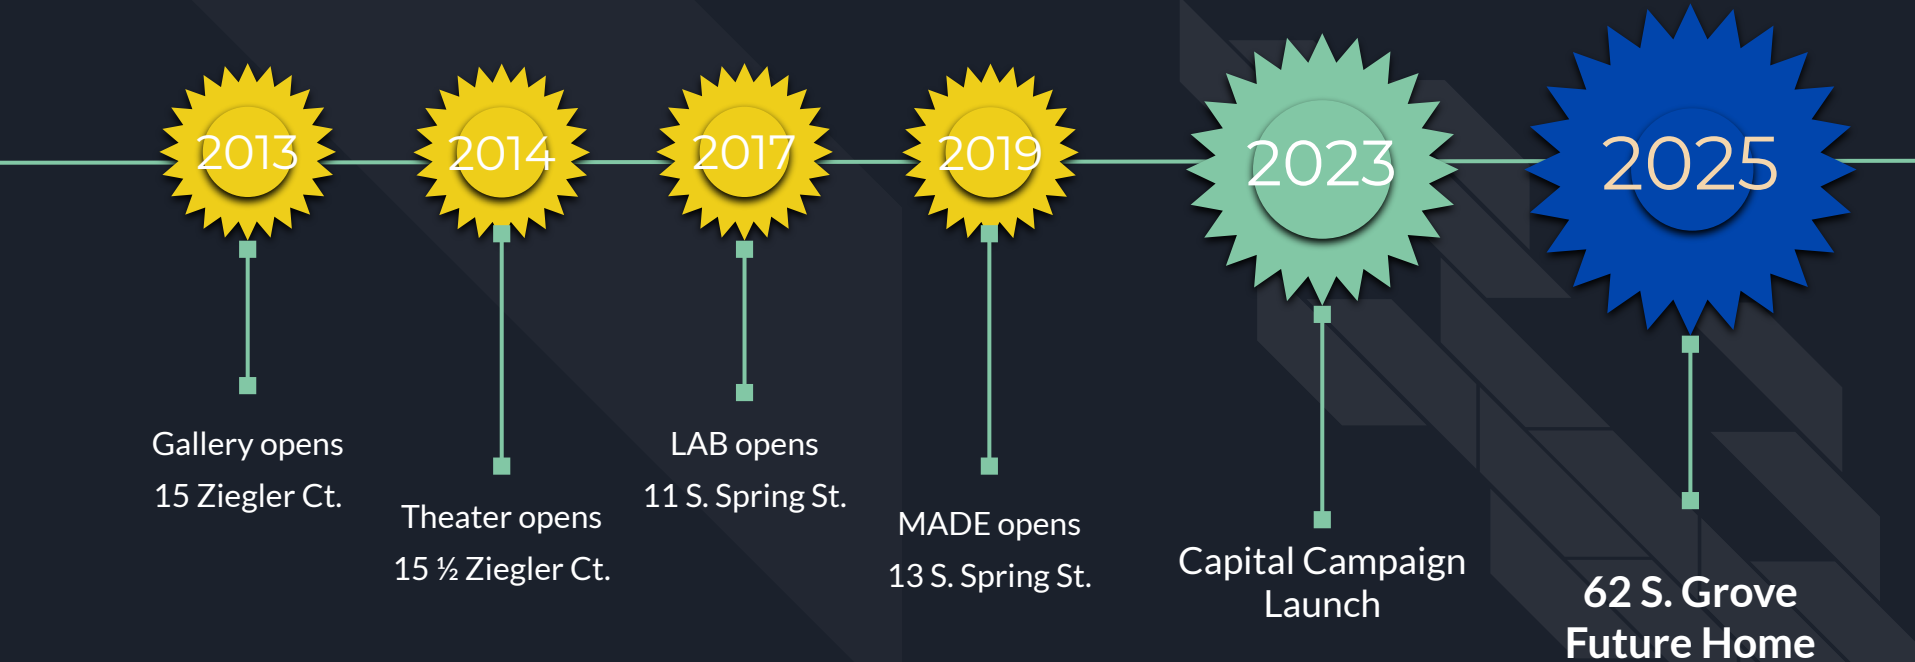 2013
2014
2017
2019
2023
2025
Gallery opens
15 Ziegler Ct.
Theater opens
15 ½ Ziegler Ct.
LAB opens
11 S. Spring St.
MADE opens
13 S. Spring St.
Capital Campaign
Launch
62 S. Grove
Future Home